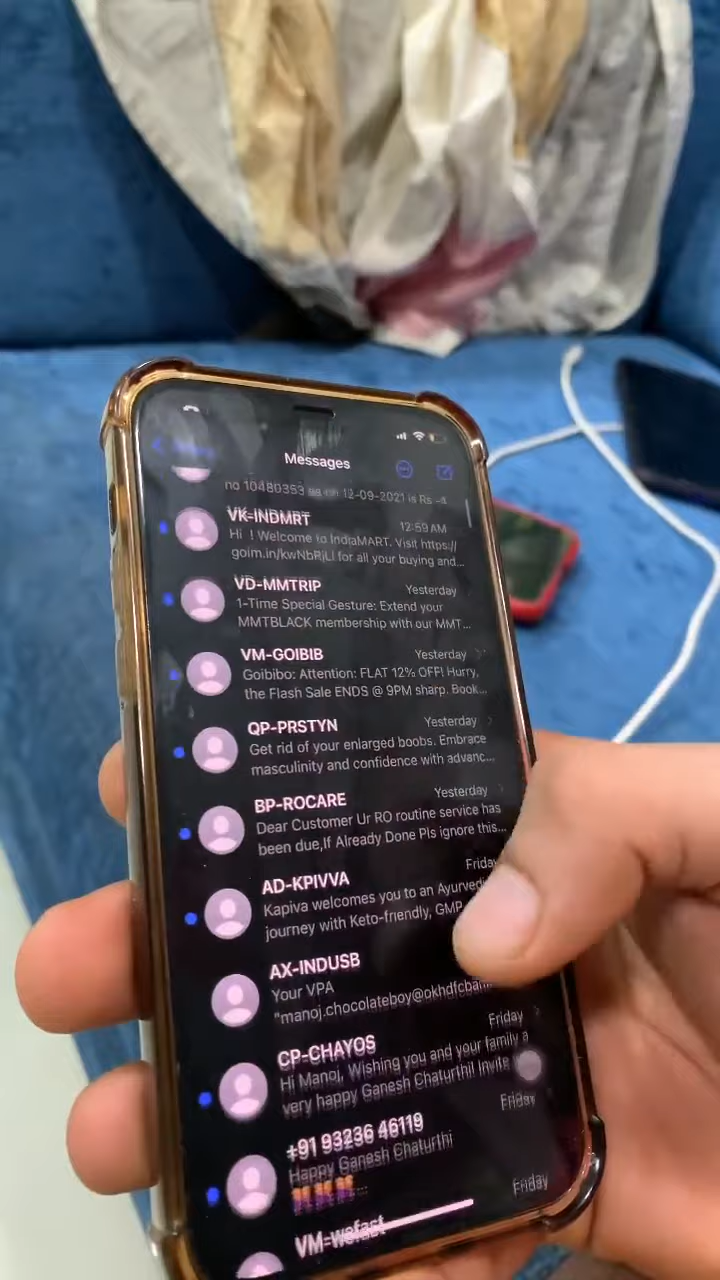 Messages
no 10480353 as on 12-09-2021 is Rs -4
VK-INDMRT
12:59 AM
Hi ! Welcome to IndiaMART. Visit https://
goim.in/kwNbRjLI for all your buying and...
VD-MMTRIP
Yesterday
1-Time Special Gesture: Extend your
MMTBLACK membership with our MMT...
VM-GOIBIB
Yesterday
Goibibo: Attention: FLAT 12% OFF! Hurry,
the Flash Sale ENDS @ 9PM sharp. Book...
QP-PRSTYN
Yesterday
Get rid of your enlarged boobs. Embrace
masculinity and confidence with advanc...
BP-ROCARE
Yesterday
Dear Customer Ur RO routine service has
been due,If Already Done Pls ignore this...
AD-KPIVVA
Friday
Kapiva welcomes you to an Ayurvedi
journey with Keto-friendly, GMP
AX-INDUSB
Your VPA
"manoj.chocolateboy@okhdfcban
Friday
CP-CHAYOS
Hi Manoj, Wishing you and your family a
very happy Ganesh Chaturthi! Invite
Friday
+91 93236 46119
Happy Ganesh Chaturthi
Friday
VM-wefast